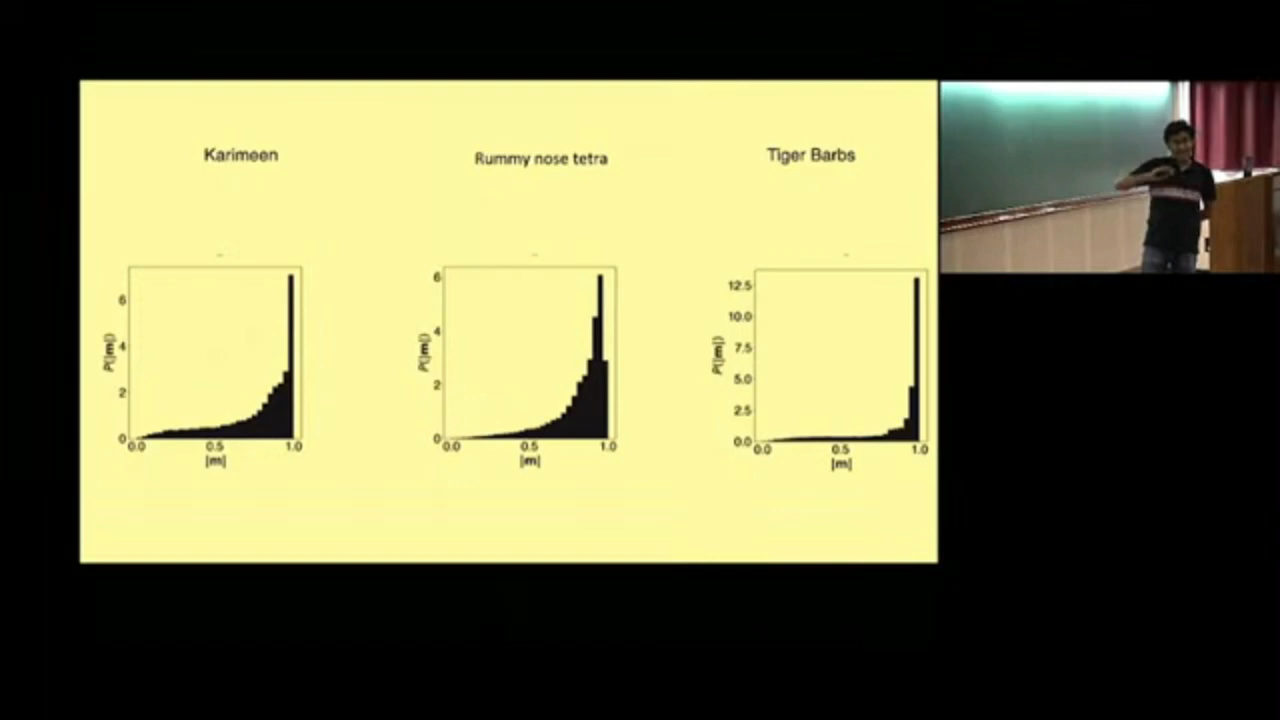 Karimeen
Rummy nose tetra
Tiger Barbs
6
4
2
0
P(|m|)
0.0 0.5 1.0
|m|
6
4
2
0
P(|m|)
0.0 0.5 1.0
|m|
12.5
10.0
7.5
5.0
2.5
0.0
P(|m|)
0.0 0.5 1.0
|m|